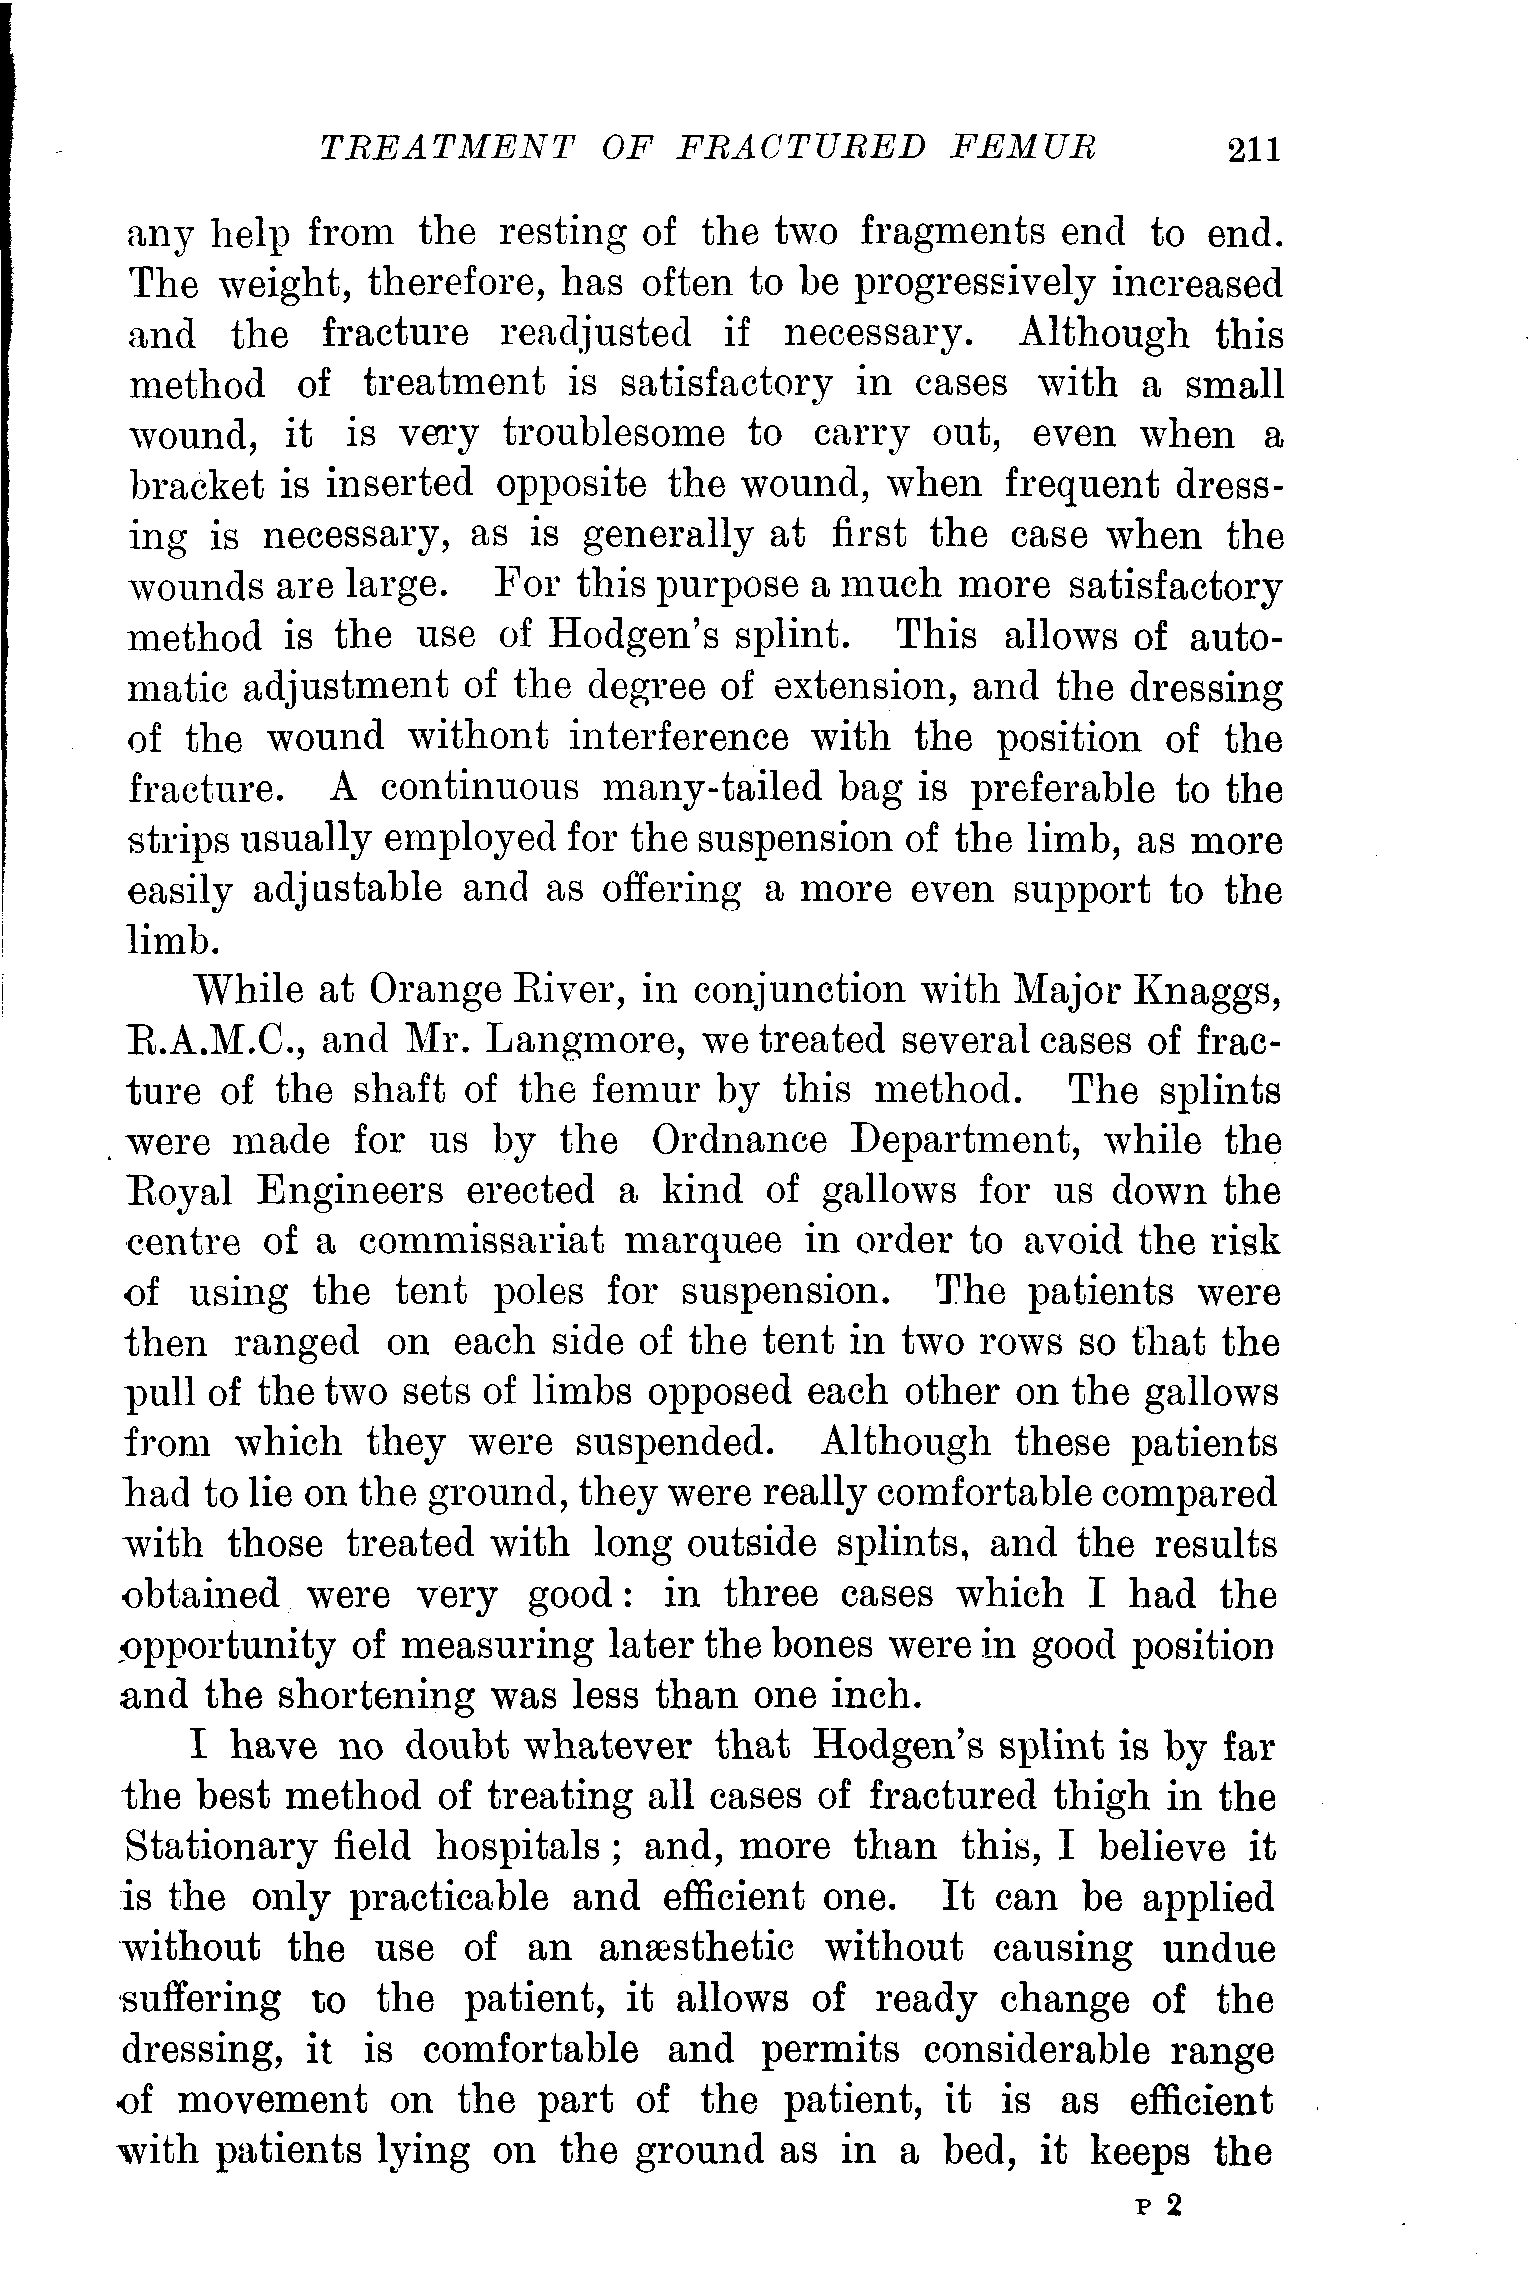 TREATMENT OF FRACTURED FEMUR 211
any help from the resting of the two fragments end to end.
The weight, therefore, has often to be progressively increased
and the fracture readjusted if necessary. Although this
method of treatment is satisfactory in cases with a small
wound, it is very troublesome to carry out, even when a
bracket is inserted opposite the wound, when frequent dress-
ing is necessary, as is generally at first the case when the
wounds are large. For this purpose a much more satisfactory
method is the use of Hodgen's splint. This allows of auto-
matic adjustment of the degree of extension, and the dressing
of the wound withont interference with the position of the
fracture. A continuous many-tailed bag is preferable to the
strips usually employed for the suspension of the limb, as more
easily adjustable and as offering a more even support to the
limb.
While at Orange River, in conjunction with Major Knaggs,
R.A.M.C., and Mr. Langmore, we treated several cases of frac-
ture of the shaft of the femur by this method. The splints
were made for us by the Ordnance Department, while the
Royal Engineers erected a kind of gallows for us down the
centre of a commissariat marquee in order to avoid the risk
of using the tent poles for suspension. The patients were
then ranged on each side of the tent in two rows so that the
pull of the two sets of limbs opposed each other on the gallows
from which they were suspended. Although these patients
had to lie on the ground, they were really comfortable compared
with those treated with long outside splints, and the results
obtained were very good: in three cases which I had the
opportunity of measuring later the bones were in good position
and the shortening was less than one inch.
I have no doubt whatever that Hodgen's splint is by far
the best method of treating all cases of fractured thigh in the
Stationary field hospitals; and, more than this, I believe it
is the only practicable and efficient one. It can be applied
without the use of an anæsthetic without causing undue
suffering to the patient, it allows of ready change of the
dressing, it is comfortable and permits considerable range
of movement on the part of the patient, it is as efficient
with patients lying on the ground as in a bed, it keeps the
P 2